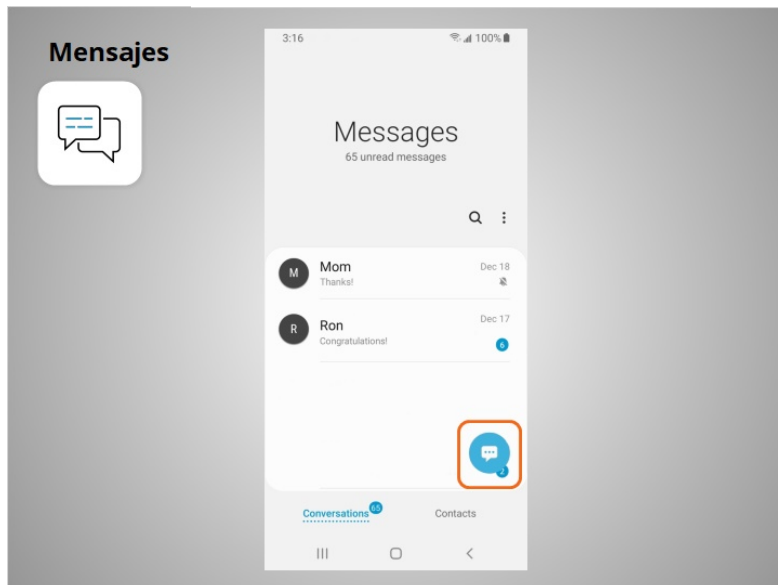 Mensajes
3:16 100%
Messages
65 unread messages
M Mom Dec 18
Thanks!
R Ron Dec 17
Congratulations! 6
2
Conversations 65 Contacts